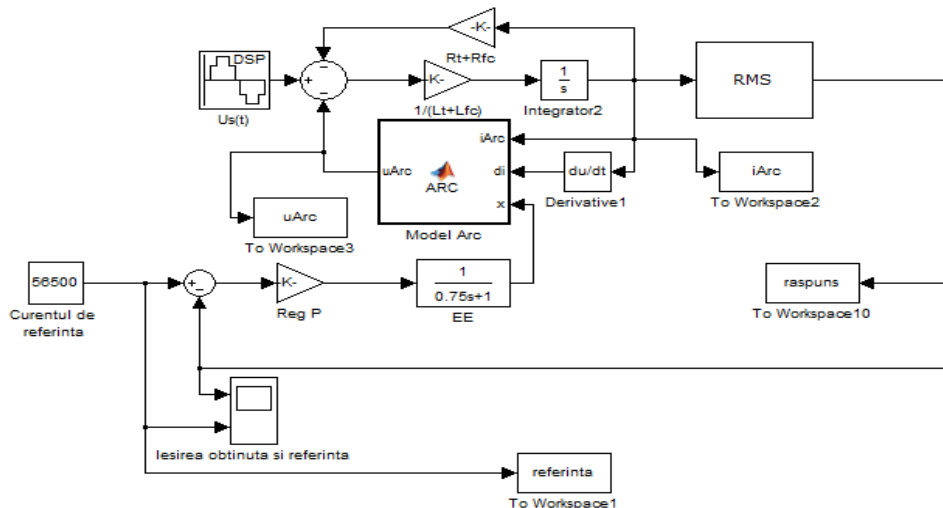 -K-
Rt+Rfc
DSP
Us(t)
-
+
-
K-
1/(Lt+Lfc)
1
s
Integrator2
RMS
iArc
uArc
di
ARC
x
Model Arc
du/dt
Derivative1
iArc
To Workspace2
uArc
To Workspace3
56500
Curentul de
referinta
+
-
K-
Reg P
1
0.75s+1
EE
raspuns
To Workspace10
Iesirea obtinuta si referinta
referinta
To Workspace1